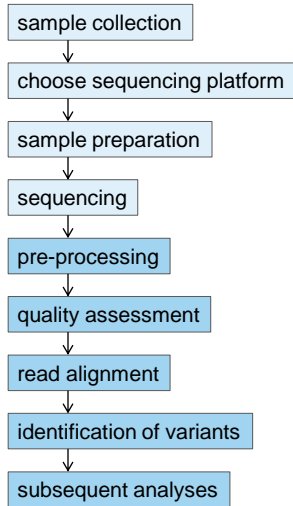 sample collection
choose sequencing platform
sample preparation
sequencing
pre-processing
quality assessment
read alignment
identification of variants
subsequent analyses